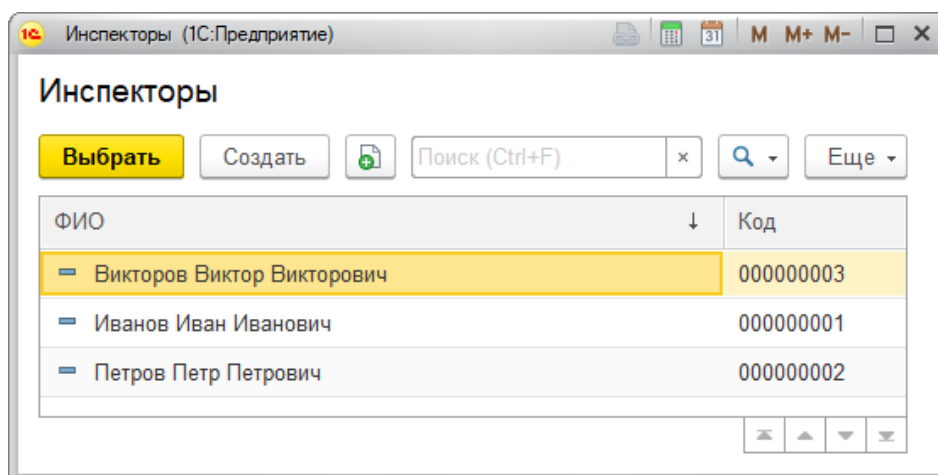 1С Инспекторы (1С:Предприятие) 31 M M+ M-
Инспекторы
Выбрать Создать Поиск (Ctrl+F) × Еще
ФИО ↓ Код
Викторов Виктор Викторович 000000003
Иванов Иван Иванович 000000001
Петров Петр Петрович 000000002